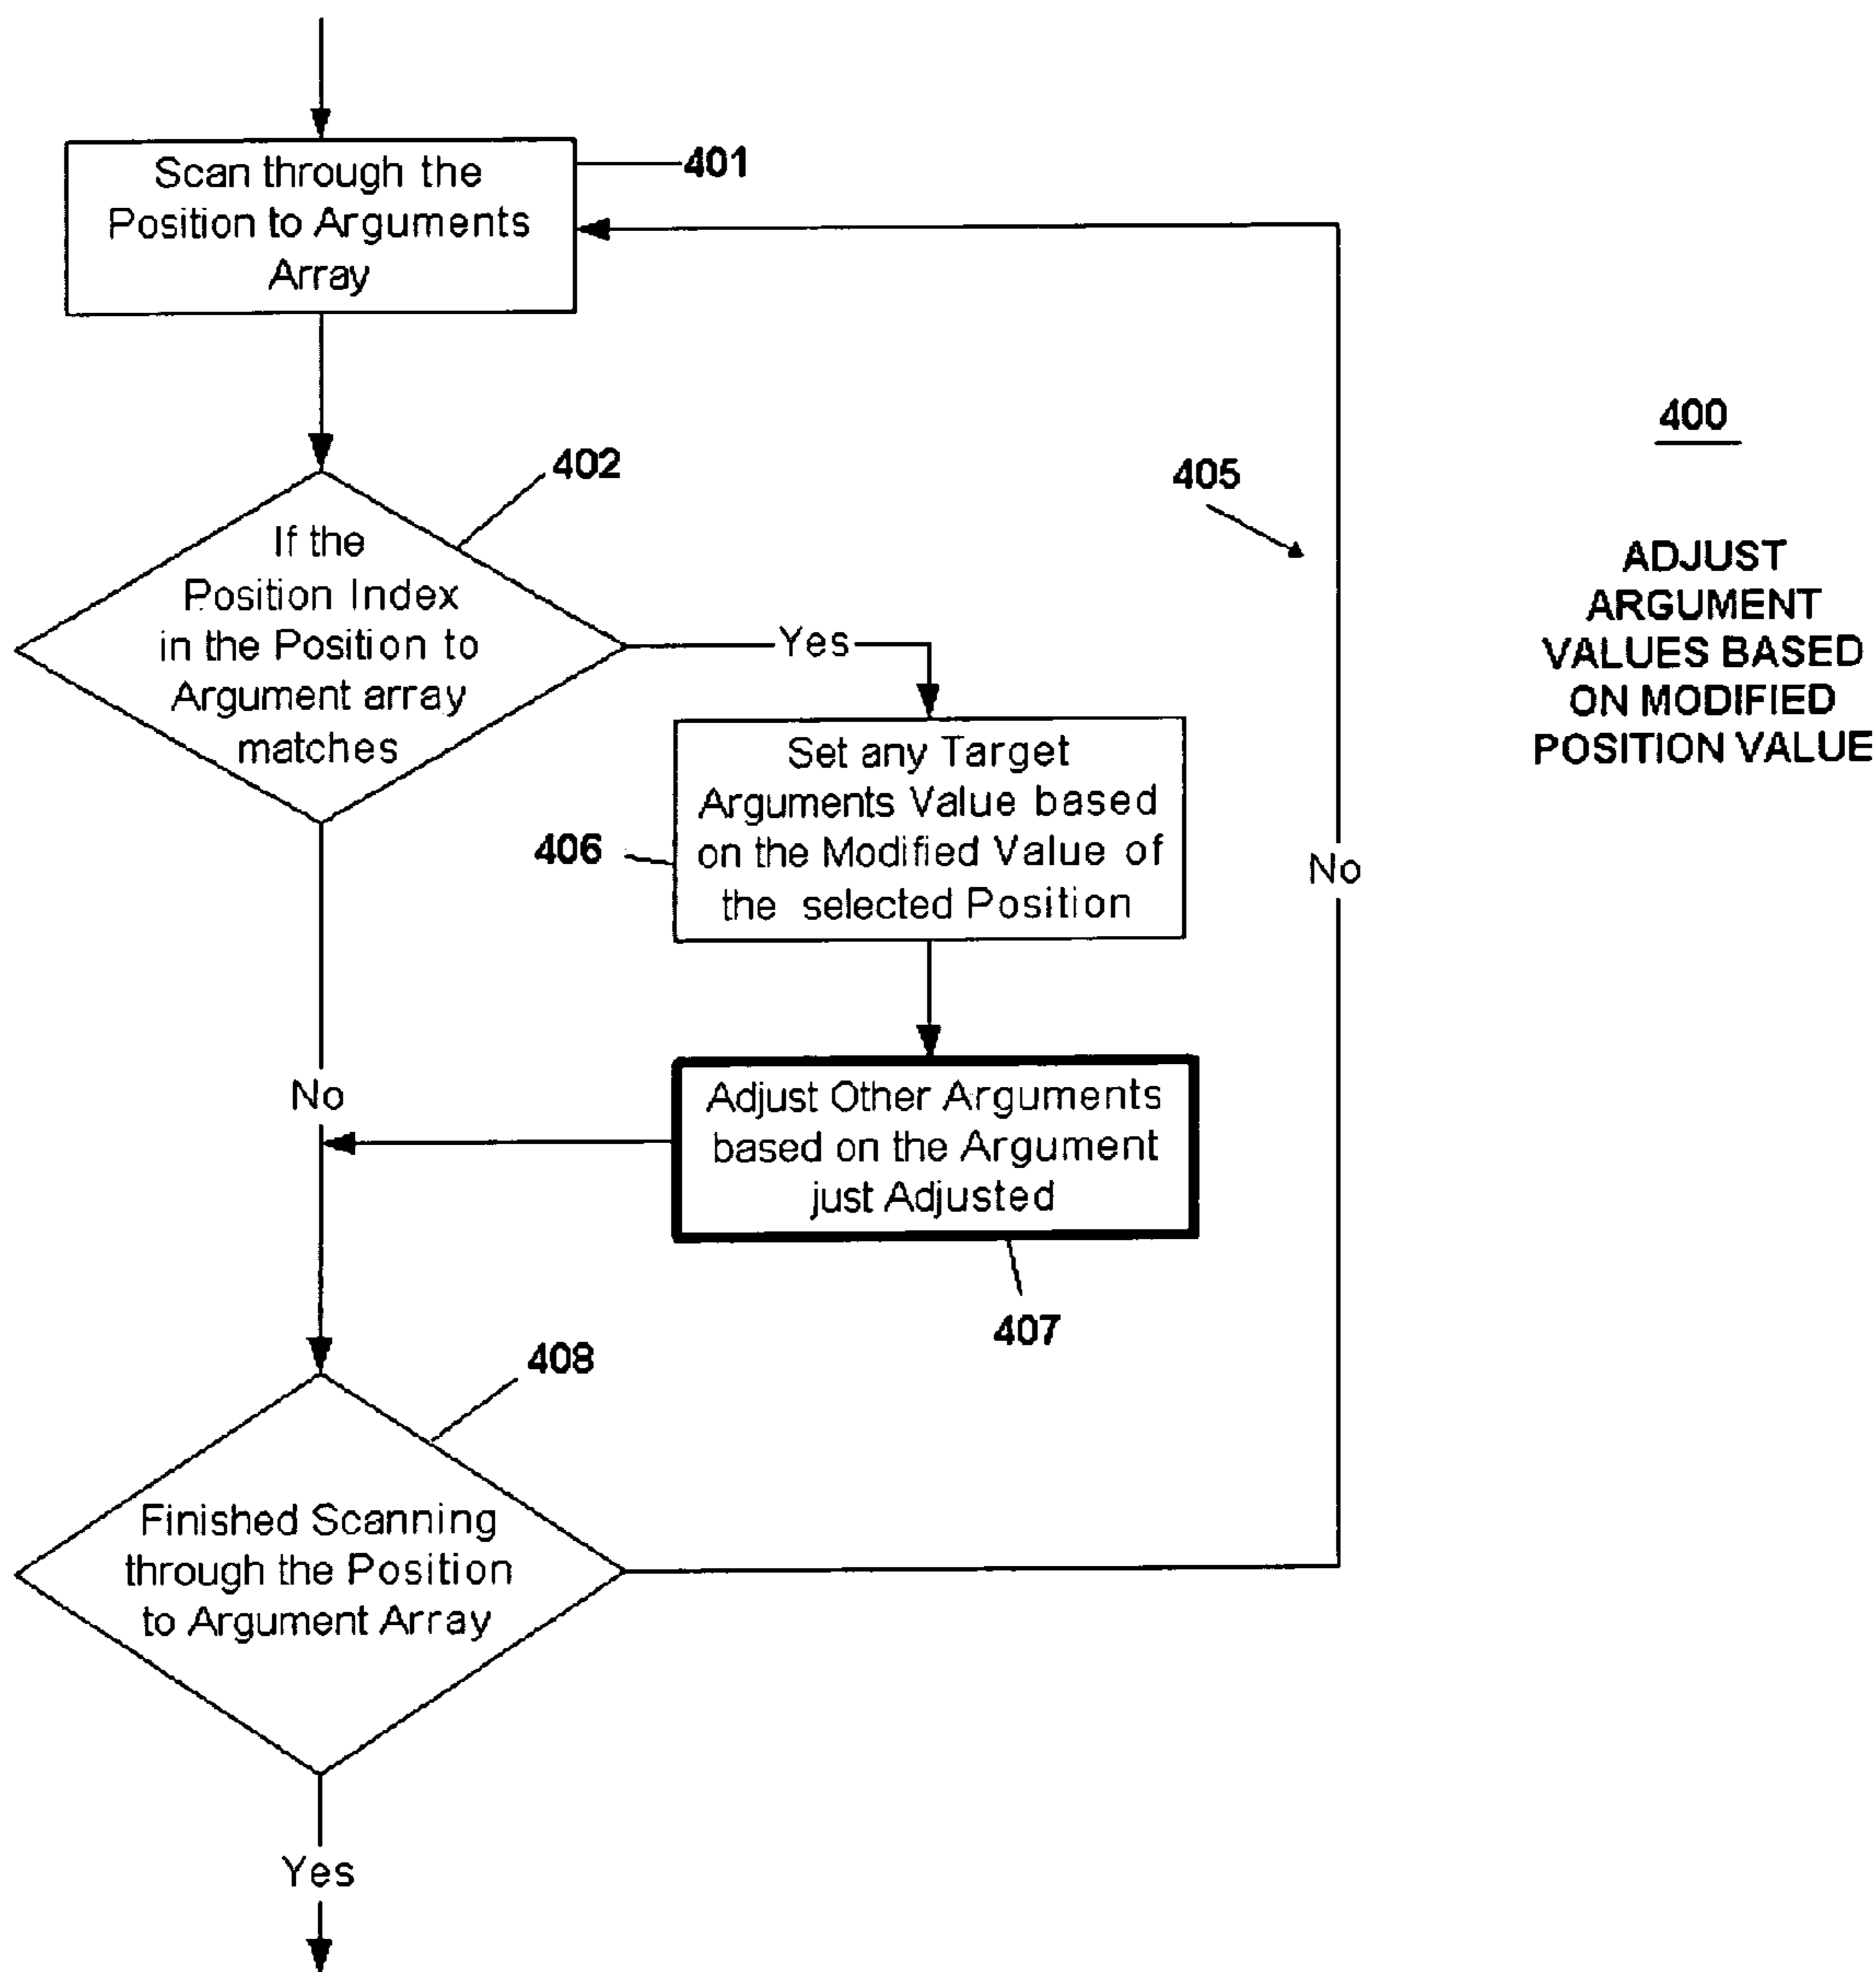 Scan through the
Position to Arguments
Array
401
402
If the
Position Index
in the Position to
Argument array
matches
Yes
405
400
ADJUST
ARGUMENT
VALUES BASED
ON MODIFIED
POSITION VALUE
Set any Target
Arguments Value based
on the Modified Value of
the selected Position
406
No
No
Adjust Other Arguments
based on the Argument
just Adjusted
407
408
Finished Scanning
through the Position
to Argument Array
Yes